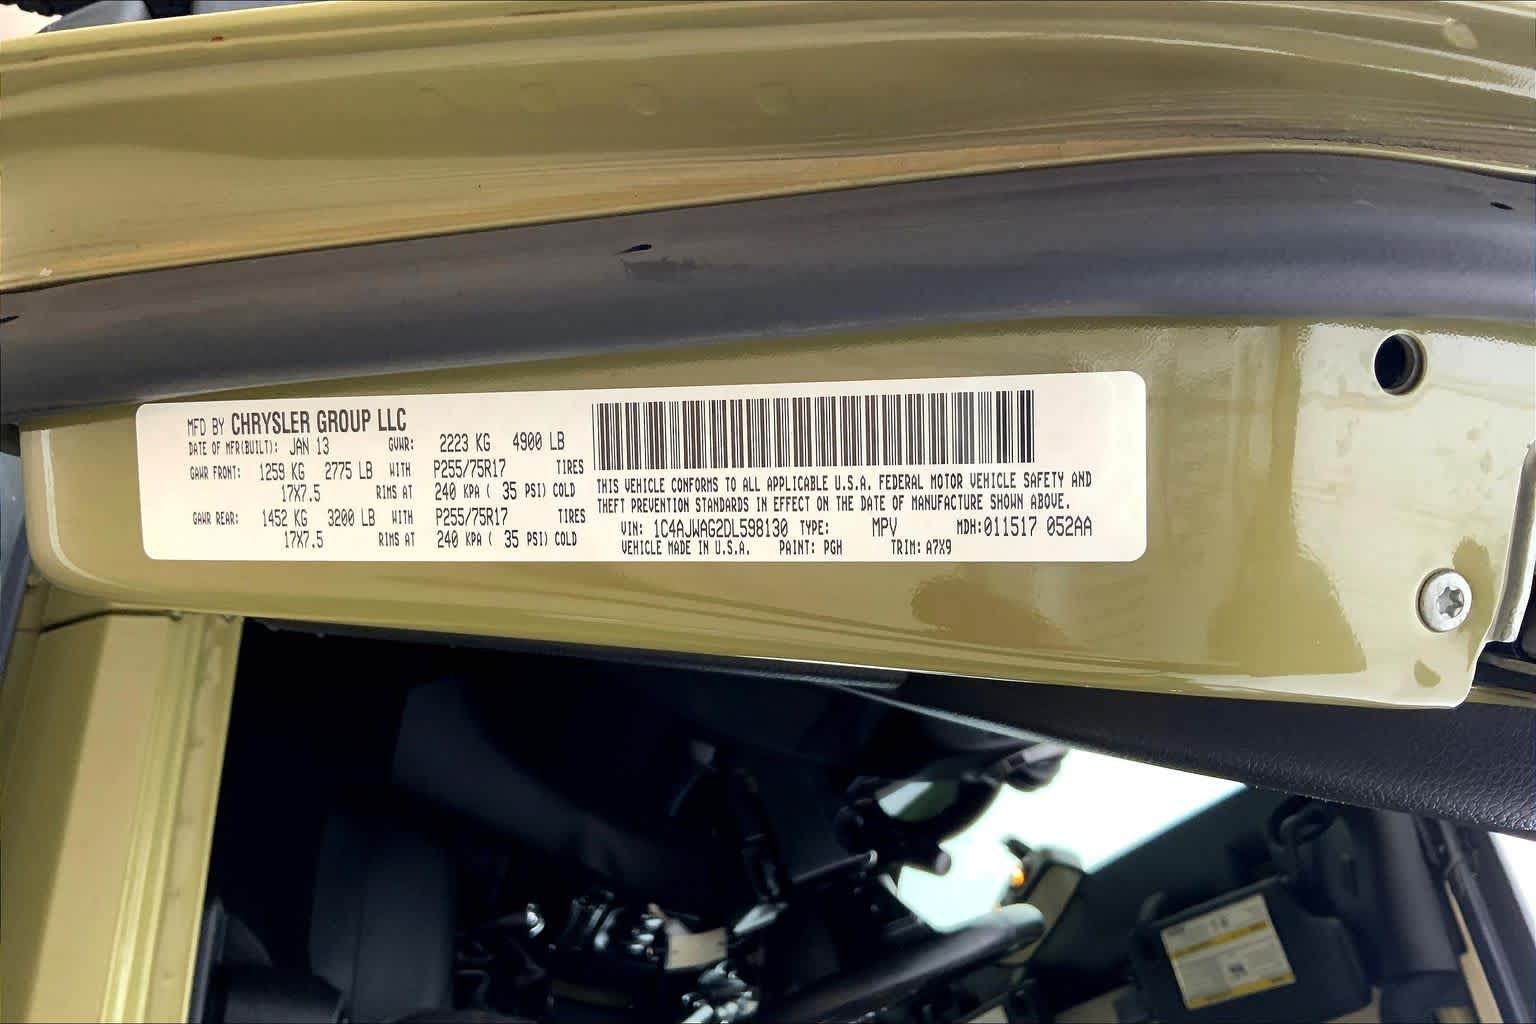 MFD BY CHRYSLER GROUP LLC
DATE OF MFR(BUILT): JAN 13 GVWR: 2223 KG 4900 LB
GAWR FRONT: 1259 KG 2775 LB WITH P255/75R17 TIRES
17X7.5 RIMS AT 240 KPA ( 35 PSI) COLD
GAWR REAR: 1452 KG 3200 LB WITH P255/75R17 TIRES
17X7.5 RIMS AT 240 KPA ( 35 PSI) COLD
THIS VEHICLE CONFORMS TO ALL APPLICABLE U.S.A. FEDERAL MOTOR VEHICLE SAFETY AND
THEFT PREVENTION STANDARDS IN EFFECT ON THE DATE OF MANUFACTURE SHOWN ABOVE.
VIN: 1C4AJWAG2DL598130 TYPE: MPV MDH:011517 052AA
VEHICLE MADE IN U.S.A. PAINT: PGH TRIM: A7X9